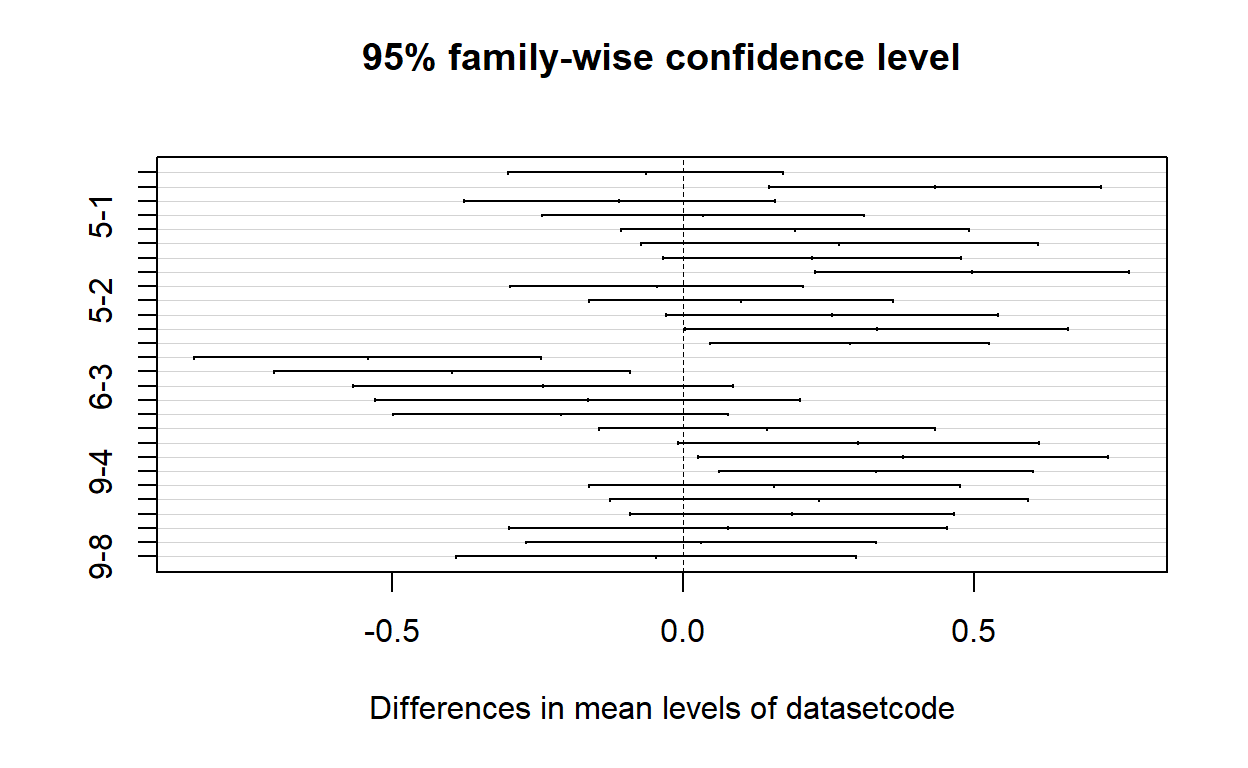 95% family-wise confidence level
5-1
5-2
6-3
9-4
9-8
-0.5 0.0 0.5
Differences in mean levels of datasetcode